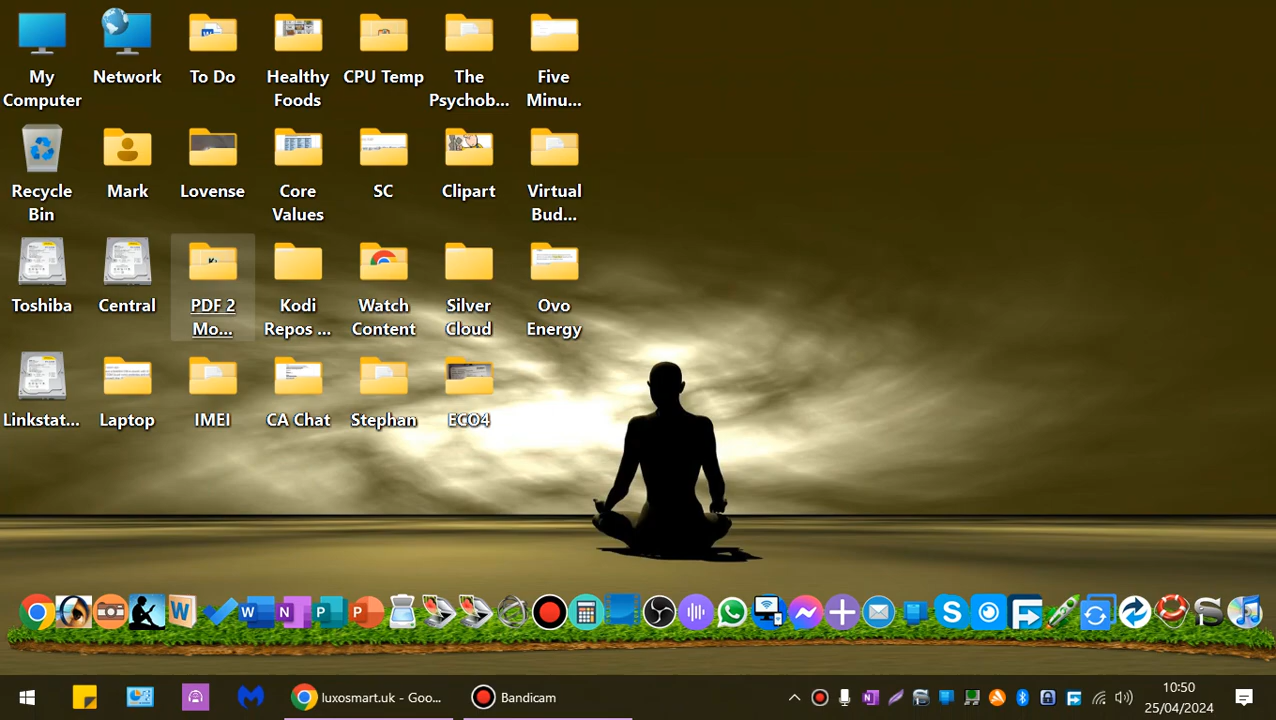 My Computer
Network
To Do
Healthy Foods
CPU Temp
The Psychob...
Five Minu...
Recycle Bin
Mark
Lovense
Core Values
SC
Clipart
Virtual Bud...
Toshiba
Central
PDF 2 Mo...
Kodi Repos ...
Watch Content
Silver Cloud
Ovo Energy
Linkstat...
Laptop
IMEI
CA Chat
Stephan
ECO4
luxosmart.uk - Goo...
Bandicam
10:50
25/04/2024